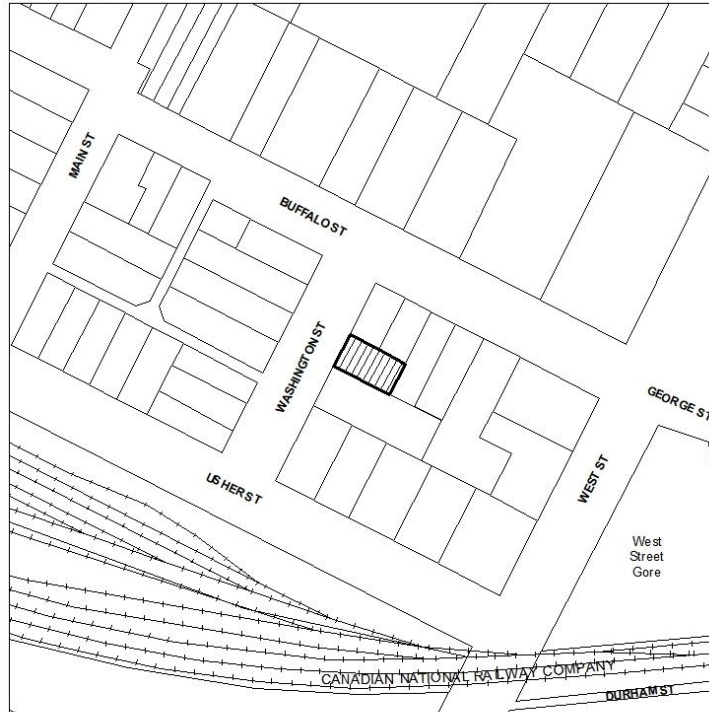 MAIN ST
BUFFALO ST
WASHINGTON ST
GEORGE ST
WEST ST
USHER ST
West
Street
Gore
CANADIAN NATIONAL RAILWAY COMPANY
DURHAM ST